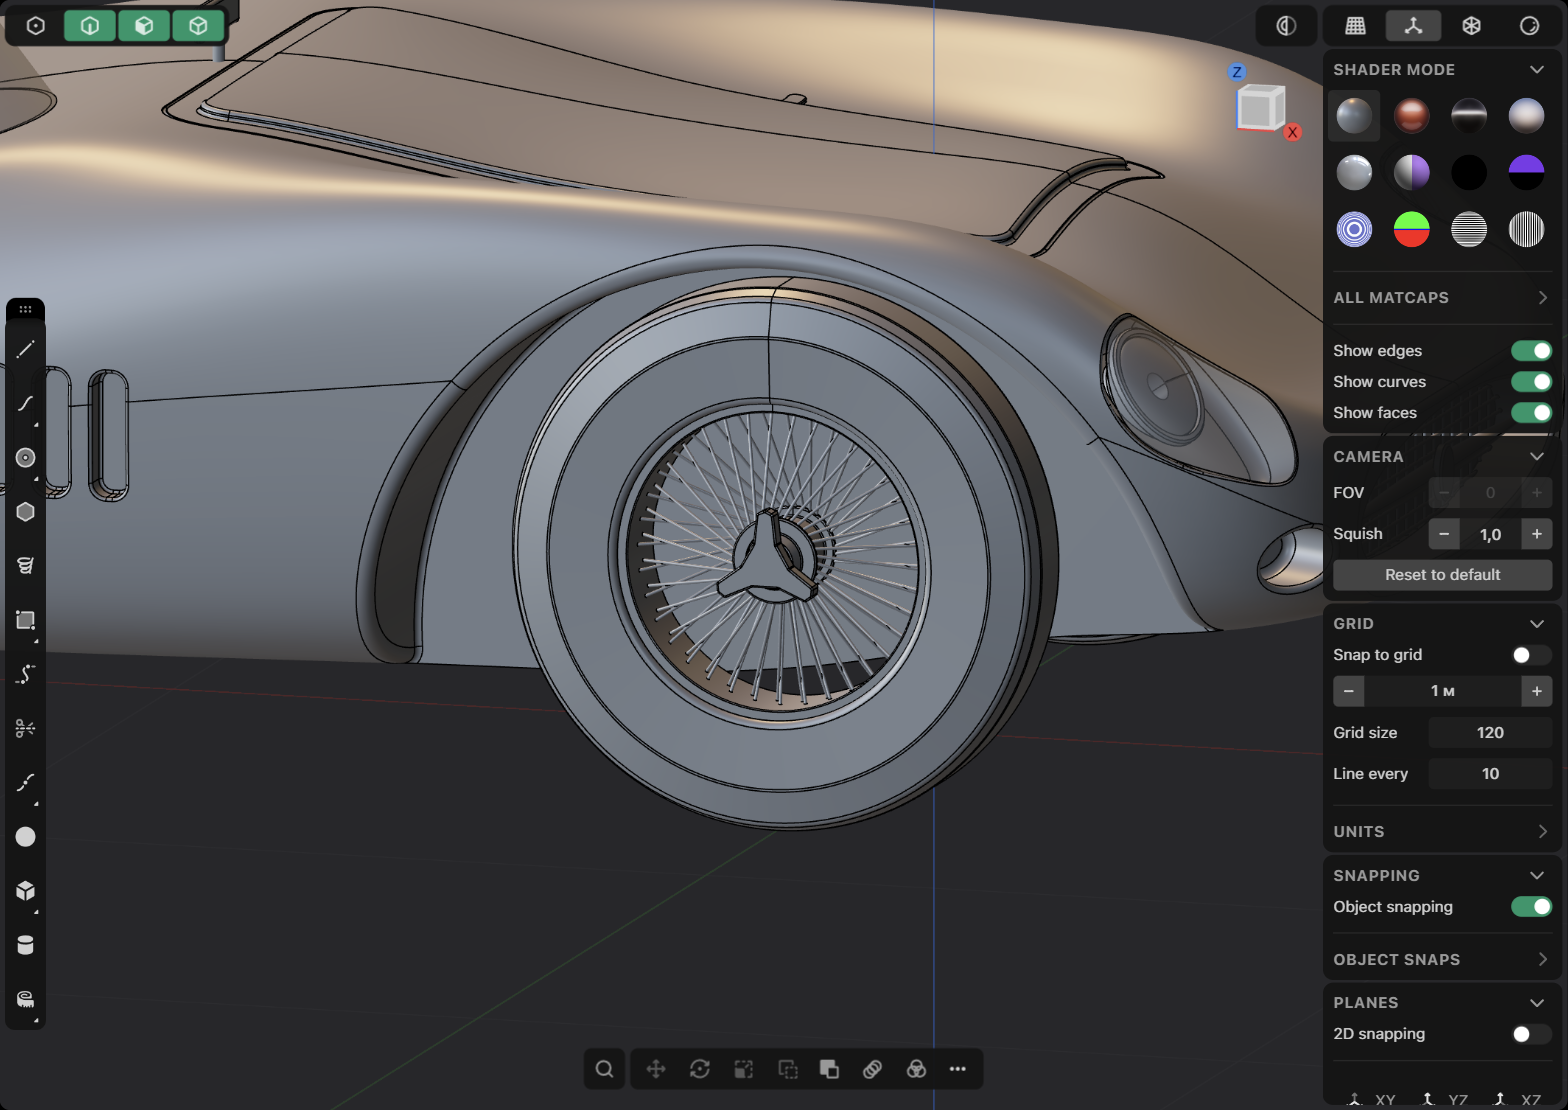 Z
X
SHADER MODE
ALL MATCAPS
Show edges
Show curves
Show faces
CAMERA
FOV − 0 +
Squish − 1,0 +
Reset to default
GRID
Snap to grid
− 1 м +
Grid size 120
Line every 10
UNITS
SNAPPING
Object snapping
OBJECT SNAPS
PLANES
2D snapping
XY YZ XZ